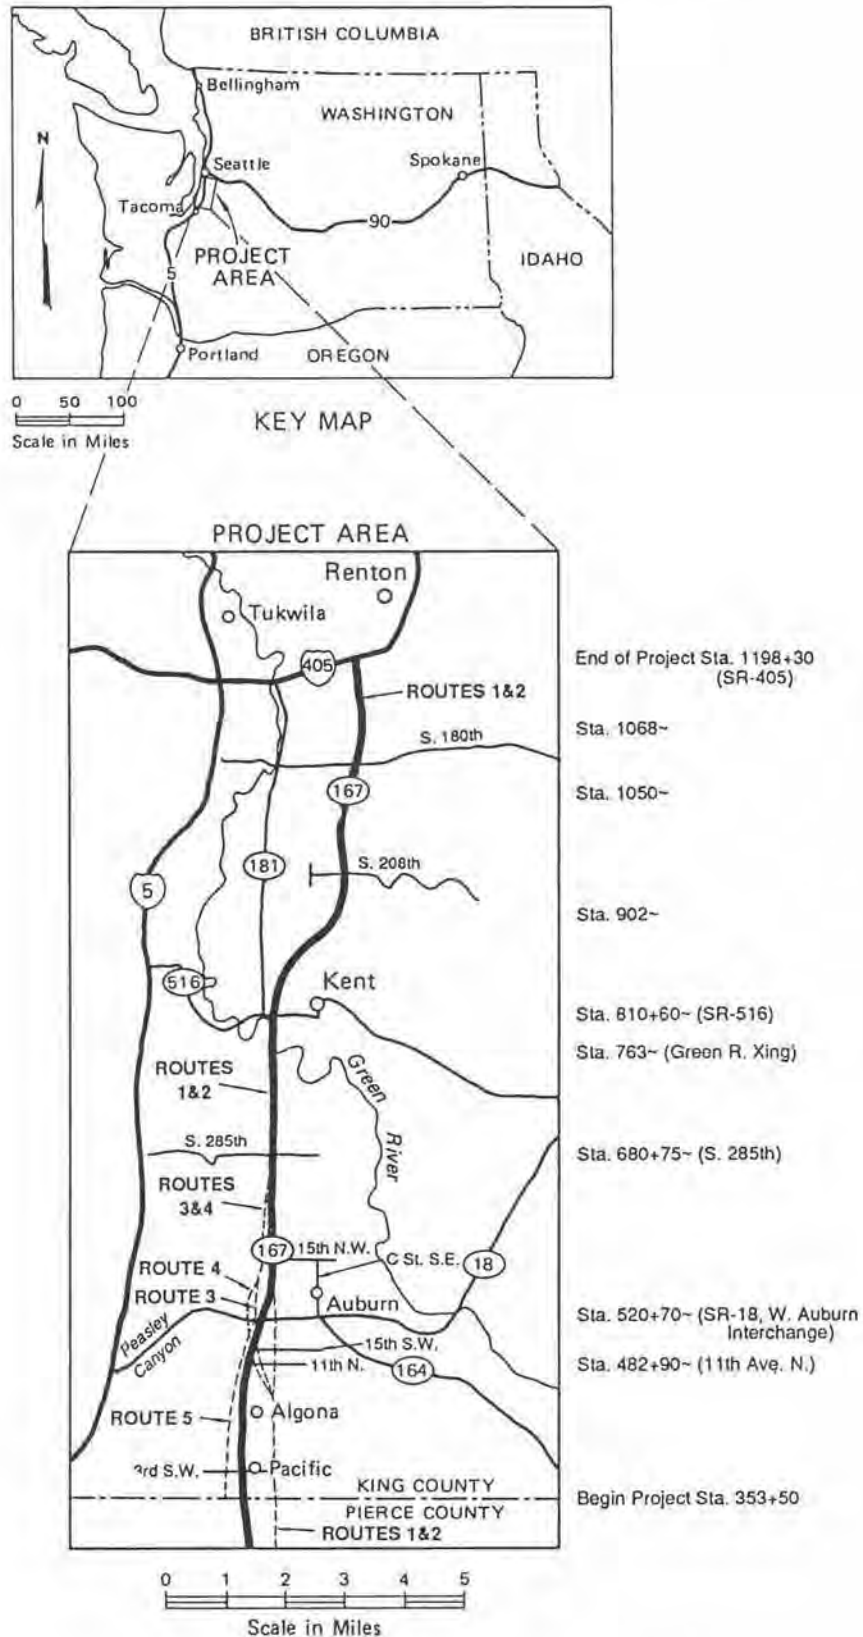 BRITISH COLUMBIA
Bellingham
WASHINGTON
N
Seattle
Spokane
Tacoma
90
PROJECT
AREA
IDAHO
5
Portland
OREGON
0 50 100
Scale in Miles
KEY MAP
PROJECT AREA
Renton
Tukwila
405
End of Project Sta. 1198+30
(SR-405)
ROUTES 1&2
Sta. 1068~
S. 180th
167
Sta. 1050~
181
S. 208th
5
Sta. 902~
516
Kent
Sta. 810+60~ (SR-516)
Sta. 763~ (Green R. Xing)
ROUTES
1&2
Green
River
S. 285th
Sta. 680+75~ (S. 285th)
ROUTES
3&4
167
15th N.W.
C St. S.E.
18
ROUTE 4
ROUTE 3
Auburn
Sta. 520+70~ (SR-18, W. Auburn
Interchange)
Peasley
Canyon
15th S.W.
11th N.
164
Sta. 482+90~ (11th Ave. N.)
ROUTE 5
Algona
3rd S.W.
Pacific
KING COUNTY
Begin Project Sta. 353+50
PIERCE COUNTY
ROUTES 1&2
0 1 2 3 4 5
Scale in Miles